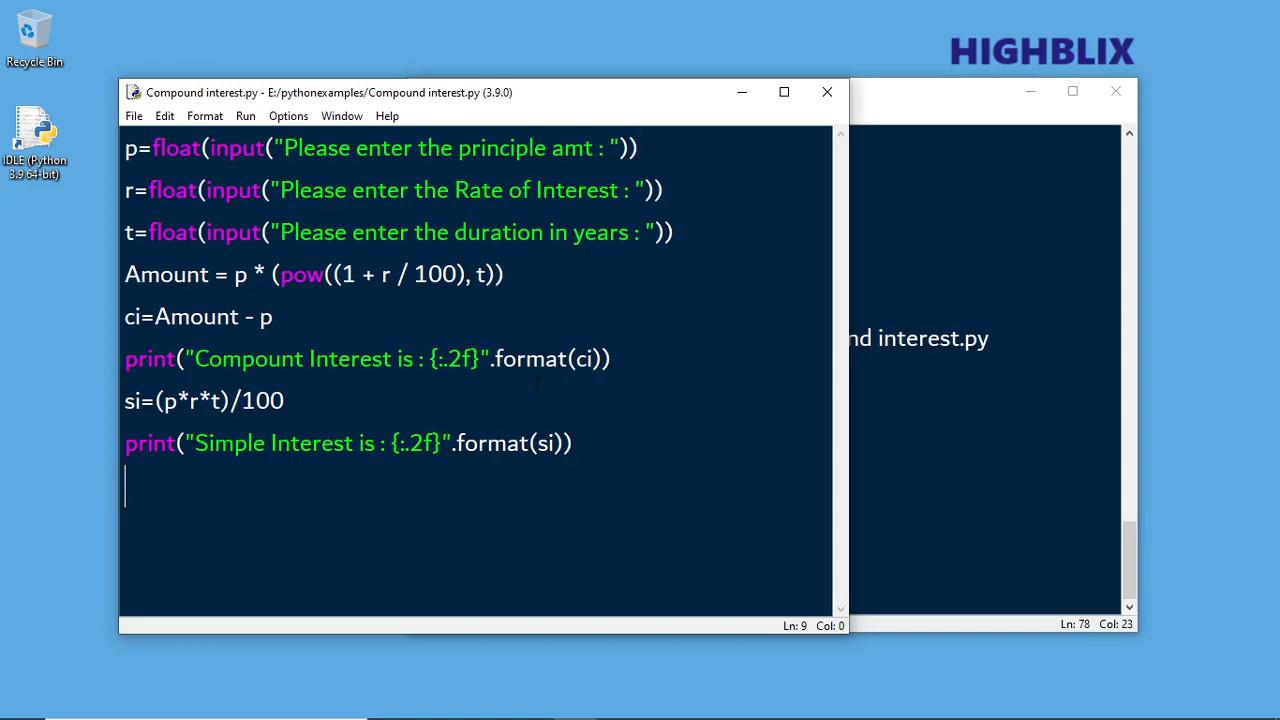 Recycle Bin
IDLE (Python
3.9 64-bit)
HIGHBLIX
Compound interest.py - E:/pythonexamples/Compound interest.py (3.9.0)
File Edit Format Run Options Window Help
p=float(input("Please enter the principle amt : "))
r=float(input("Please enter the Rate of Interest : "))
t=float(input("Please enter the duration in years : "))
Amount = p * (pow((1 + r / 100), t))
ci=Amount - p
print("Compount Interest is : {:.2f}".format(ci))
si=(p*r*t)/100
print("Simple Interest is : {:.2f}".format(si))
Ln: 9 Col: 0
nd interest.py
Ln: 78 Col: 23